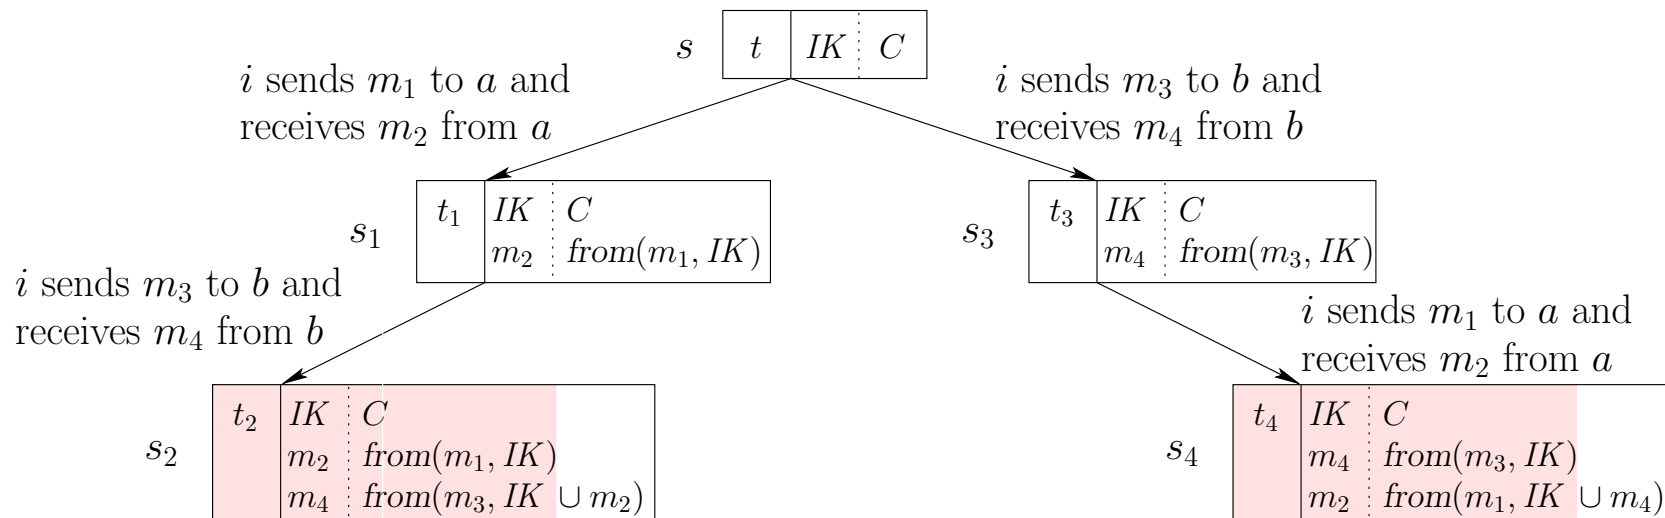 s t IK C
i sends m₁ to a and
receives m₂ from a
i sends m₃ to b and
receives m₄ from b
s₁ t₁ IK C
m₂ from(m₁, IK)
s₃ t₃ IK C
m₄ from(m₃, IK)
i sends m₃ to b and
receives m₄ from b
i sends m₁ to a and
receives m₂ from a
s₂ t₂ IK C
m₂ from(m₁, IK)
m₄ from(m₃, IK ∪ m₂)
s₄ t₄ IK C
m₄ from(m₃, IK)
m₂ from(m₁, IK ∪ m₄)